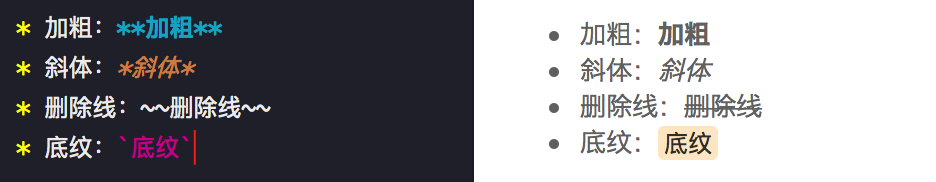 * 加粗：**加粗**
* 斜体：*斜体*
* 删除线：~~删除线~~
* 底纹：`底纹`
• 加粗：加粗
• 斜体：斜体
• 删除线：删除线
• 底纹：底纹